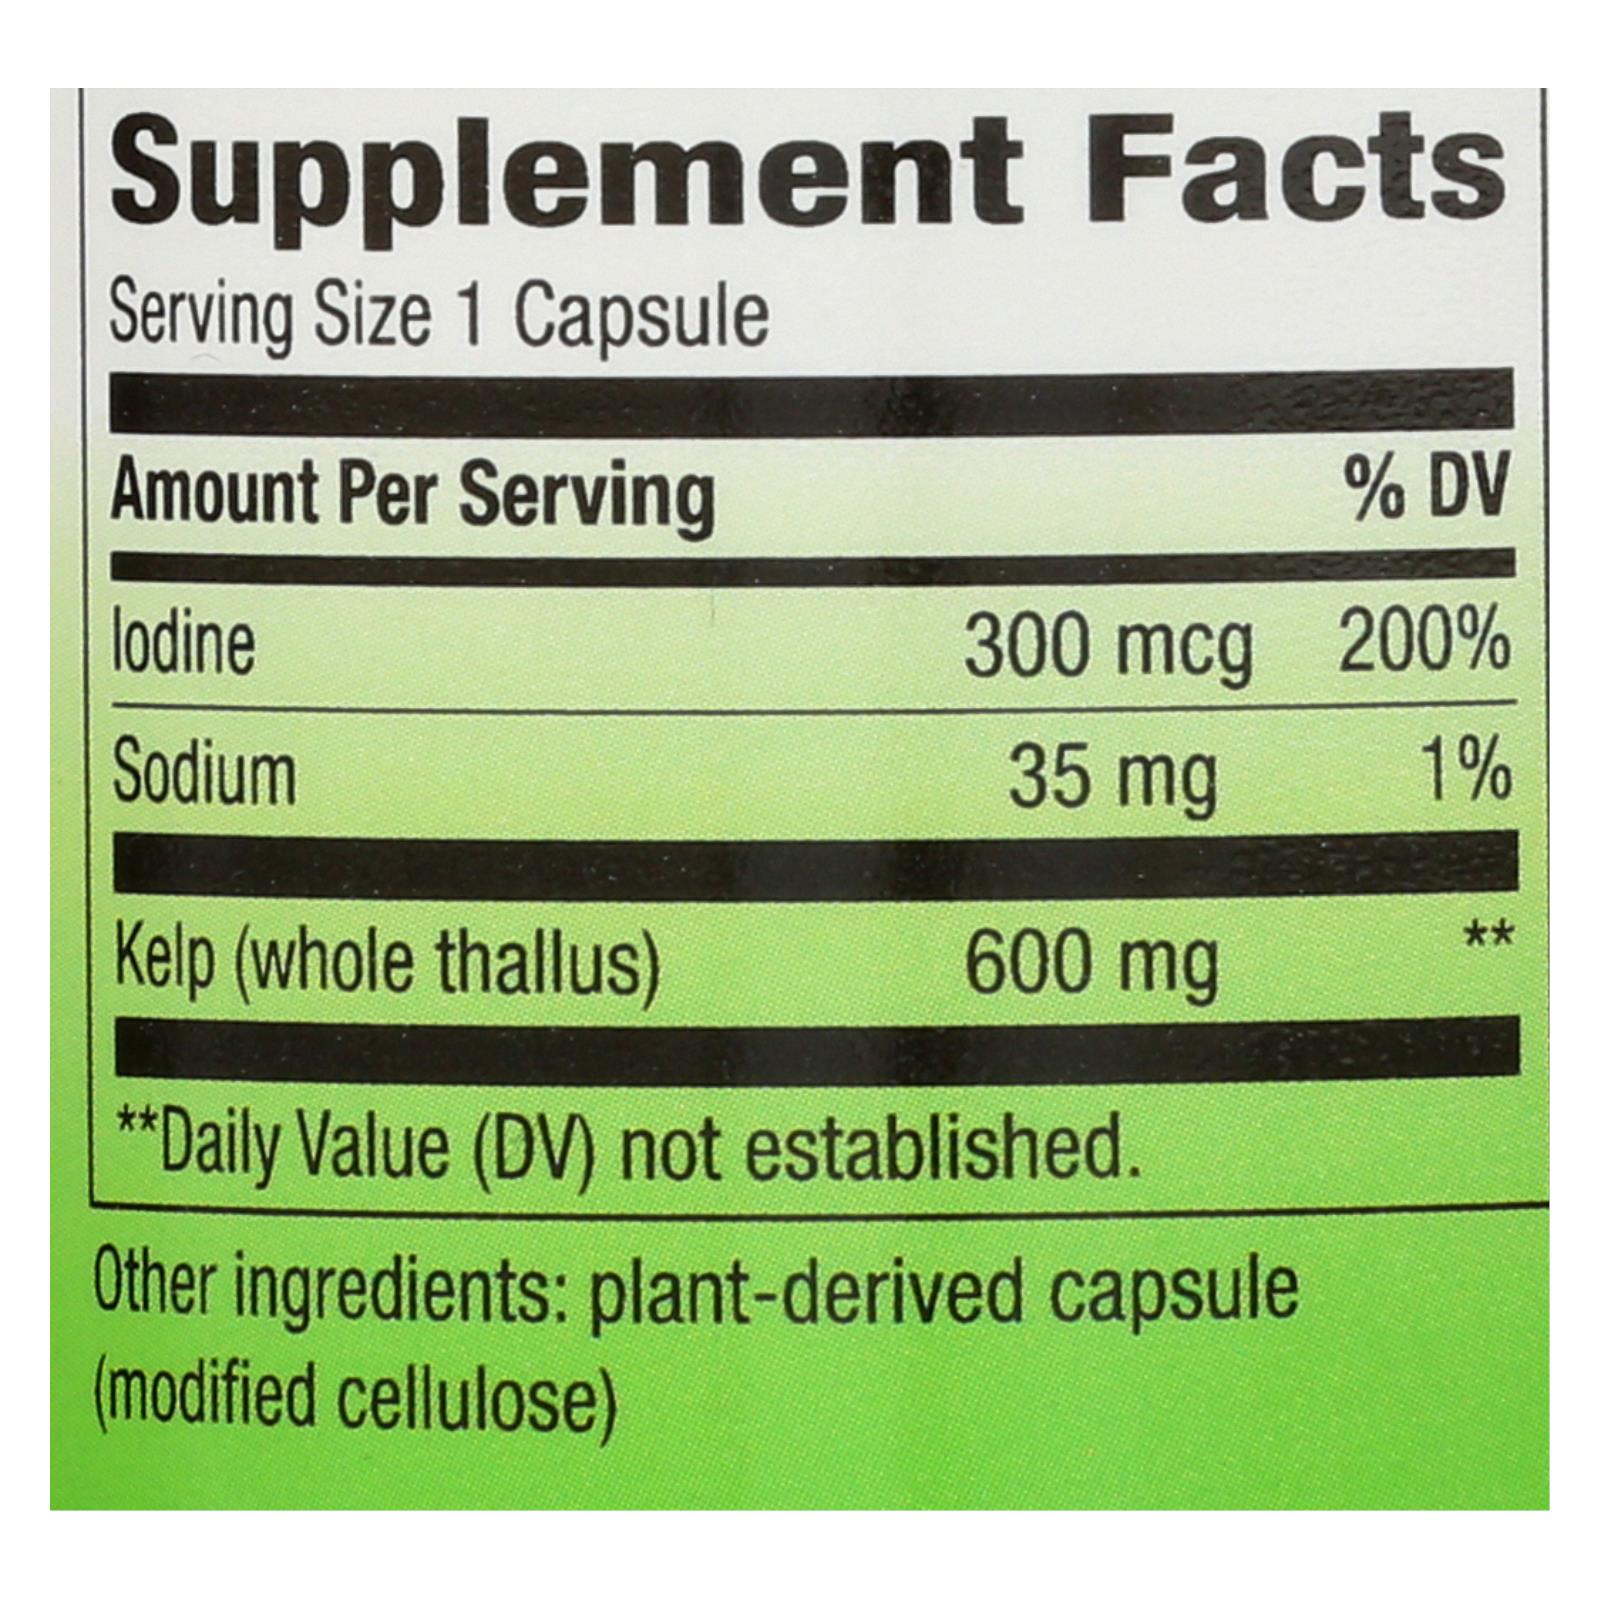 Supplement Facts
Serving Size 1 Capsule
Amount Per Serving % DV
Iodine 300 mcg 200%
Sodium 35 mg 1%
Kelp (whole thallus) 600 mg **
**Daily Value (DV) not established.
Other ingredients: plant-derived capsule
(modified cellulose)